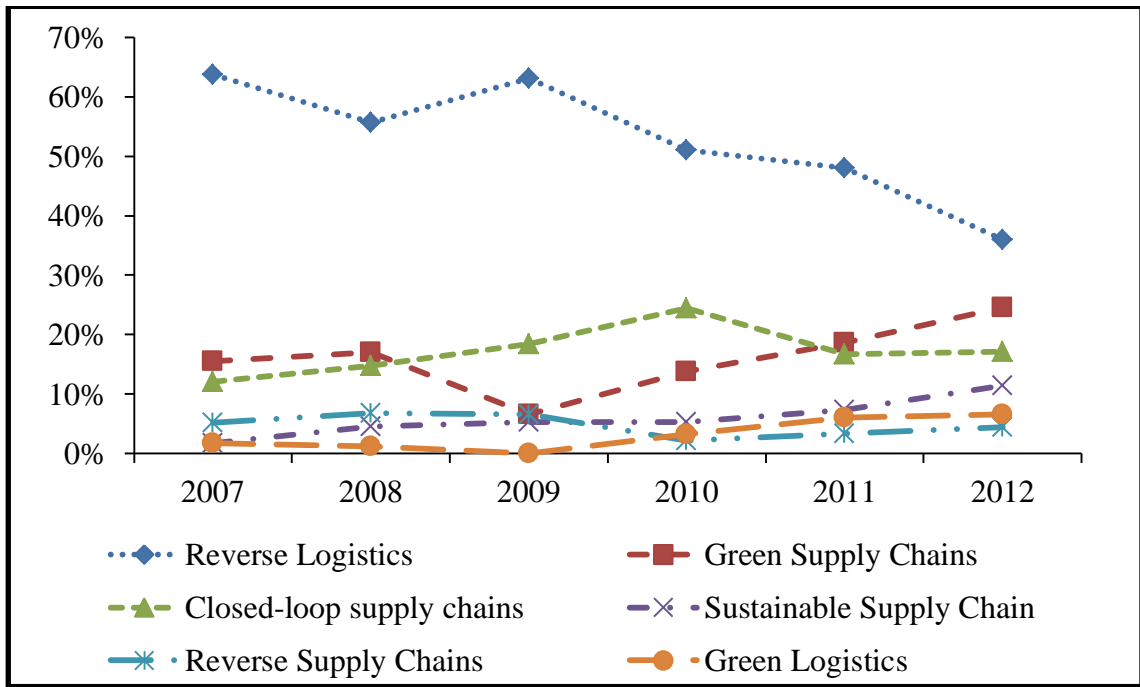 70%
60%
50%
40%
30%
20%
10%
0%
2007 2008 2009 2010 2011 2012
Reverse Logistics Green Supply Chains
Closed-loop supply chains Sustainable Supply Chain
Reverse Supply Chains Green Logistics